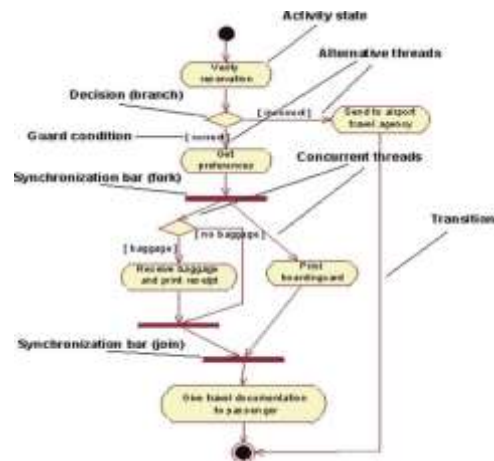 Activity state
Alternative threads
Verify
reservation
Decision (branch)
[incorrect]
Send to airport
travel agency
Guard condition
[correct]
Get
preferences
Concurrent threads
Synchronization bar (fork)
[no baggage]
Transition
[baggage]
Receive baggage
and print receipt
Print
boardingcard
Synchronization bar (join)
Give travel documentation
to passenger